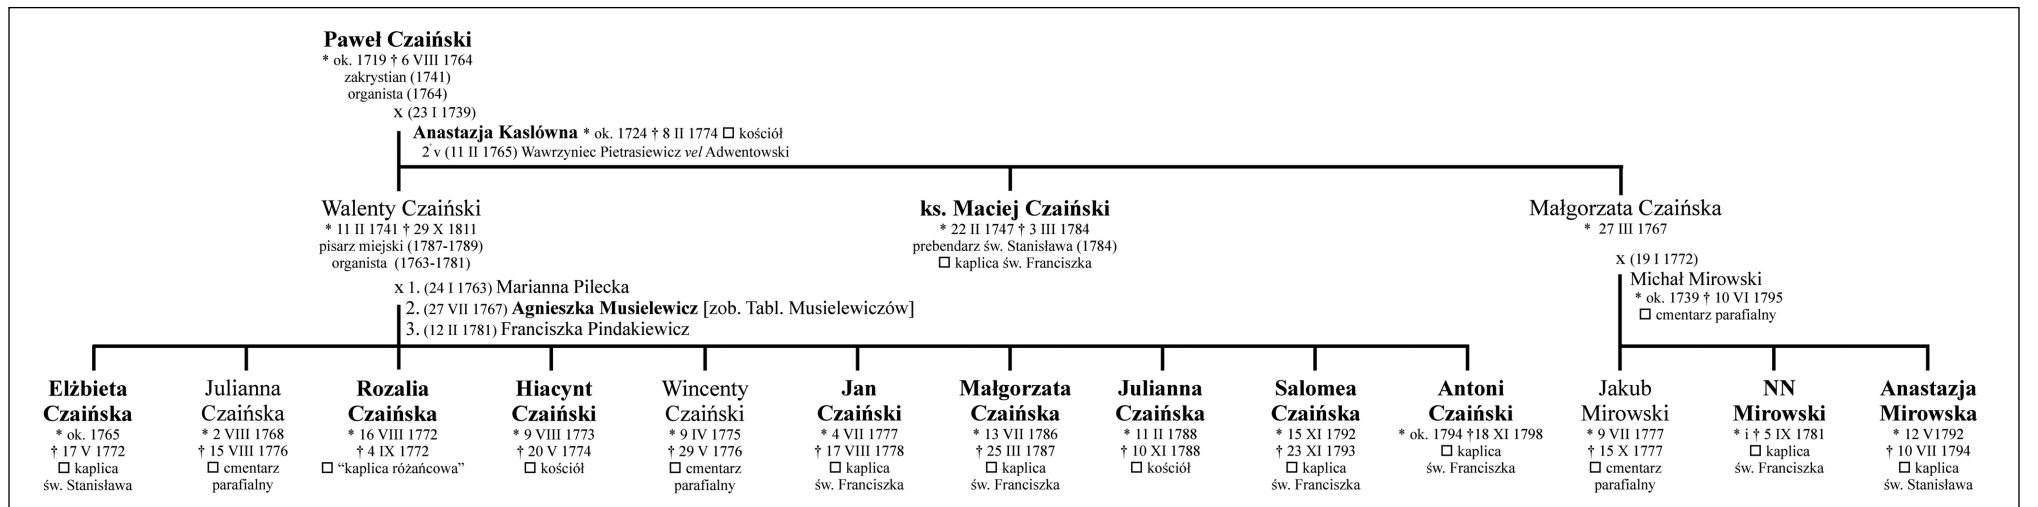 Paweł Czaiński
* ok. 1719 † 6 VIII 1764
zakrystian (1741)
organista (1764)
x (23 I 1739)
Anastazja Kaslówna * ok. 1724 † 8 II 1774 □ kościół
2˚v (11 II 1765) Wawrzyniec Pietrasiewicz vel Adwentowski
Walenty Czaiński
* 11 II 1741 † 29 X 1811
pisarz miejski (1787-1789)
organista (1763-1781)
x 1. (24 I 1763) Marianna Pilecka
2. (27 VII 1767) Agnieszka Musielewicz [zob. Tabl. Musielewiczów]
3. (12 II 1781) Franciszka Pindakiewicz
ks. Maciej Czaiński
* 22 II 1747 † 3 III 1784
prebendarz św. Stanisława (1784)
□ kaplica św. Franciszka
Małgorzata Czaińska
* 27 III 1767
x (19 I 1772)
Michał Mirowski
* ok. 1739 † 10 VI 1795
□ cmentarz parafialny
Elżbieta
Czaińska
* ok. 1765
† 17 V 1772
□ kaplica
św. Stanisława
Julianna
Czaińska
* 2 VIII 1768
† 15 VIII 1776
□ cmentarz
parafialny
Rozalia
Czaińska
* 16 VIII 1772
† 4 IX 1772
□ “kaplica różańcowa”
Hiacynt
Czaiński
* 9 VIII 1773
† 20 V 1774
□ kościół
Wincenty
Czaiński
* 9 IV 1775
† 29 V 1776
□ cmentarz
parafialny
Jan
Czaiński
* 4 VII 1777
† 17 VIII 1778
□ kaplica
św. Franciszka
Małgorzata
Czaińska
* 13 VII 1786
† 25 III 1787
□ kaplica
św. Franciszka
Julianna
Czaińska
* 11 II 1788
† 10 XI 1788
□ kościół
Salomea
Czaińska
* 15 XI 1792
† 23 XI 1793
□ kaplica
św. Franciszka
Antoni
Czaiński
* ok. 1794 †18 XI 1798
□ kaplica
św. Franciszka
Jakub
Mirowski
* 9 VII 1777
† 15 X 1777
□ cmentarz
parafialny
NN
Mirowski
* i † 5 IX 1781
□ kaplica
św. Franciszka
Anastazja
Mirowska
* 12 V1792
† 10 VII 1794
□ kaplica
św. Stanisława